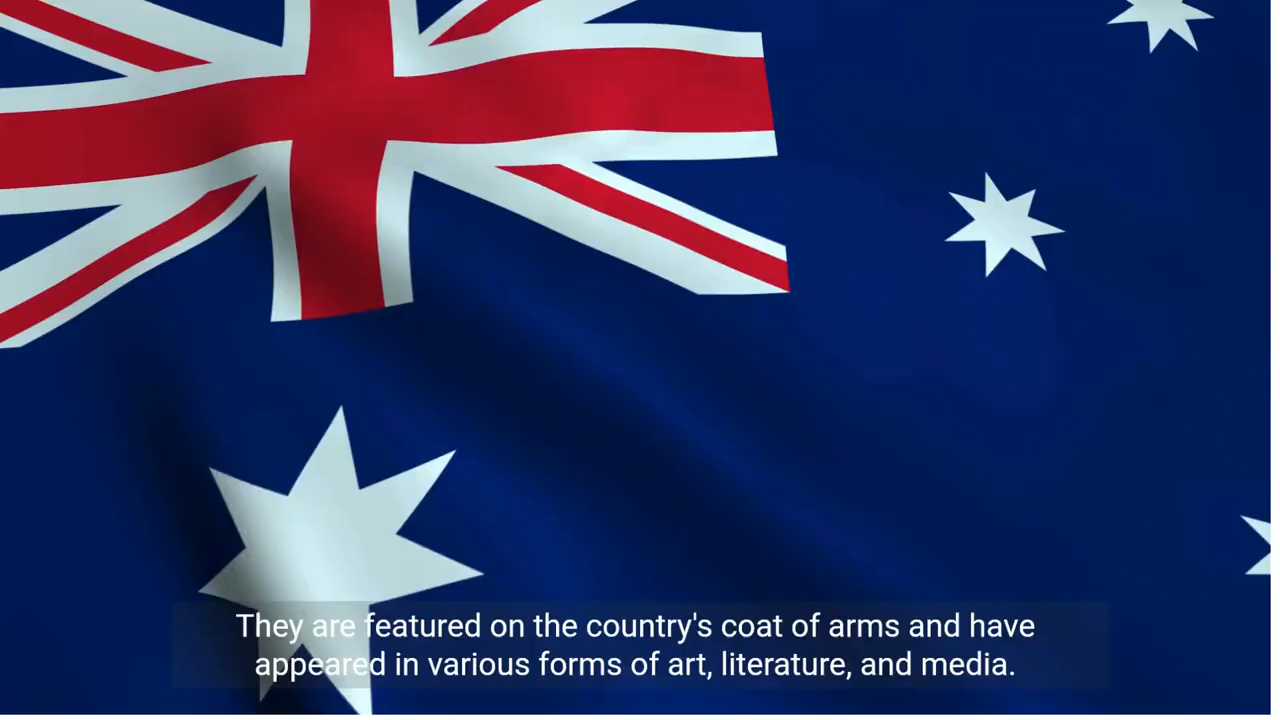 They are featured on the country's coat of arms and have
appeared in various forms of art, literature, and media.